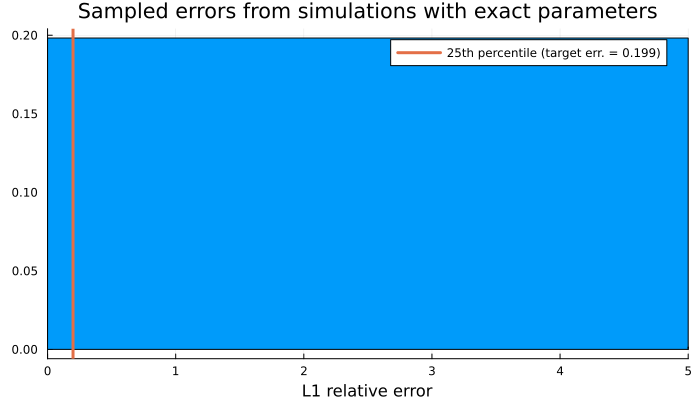 Sampled errors from simulations with exact parameters
25th percentile (target err. = 0.199)
0.20
0.15
0.10
0.05
0.00
0 1 2 3 4 5
L1 relative error